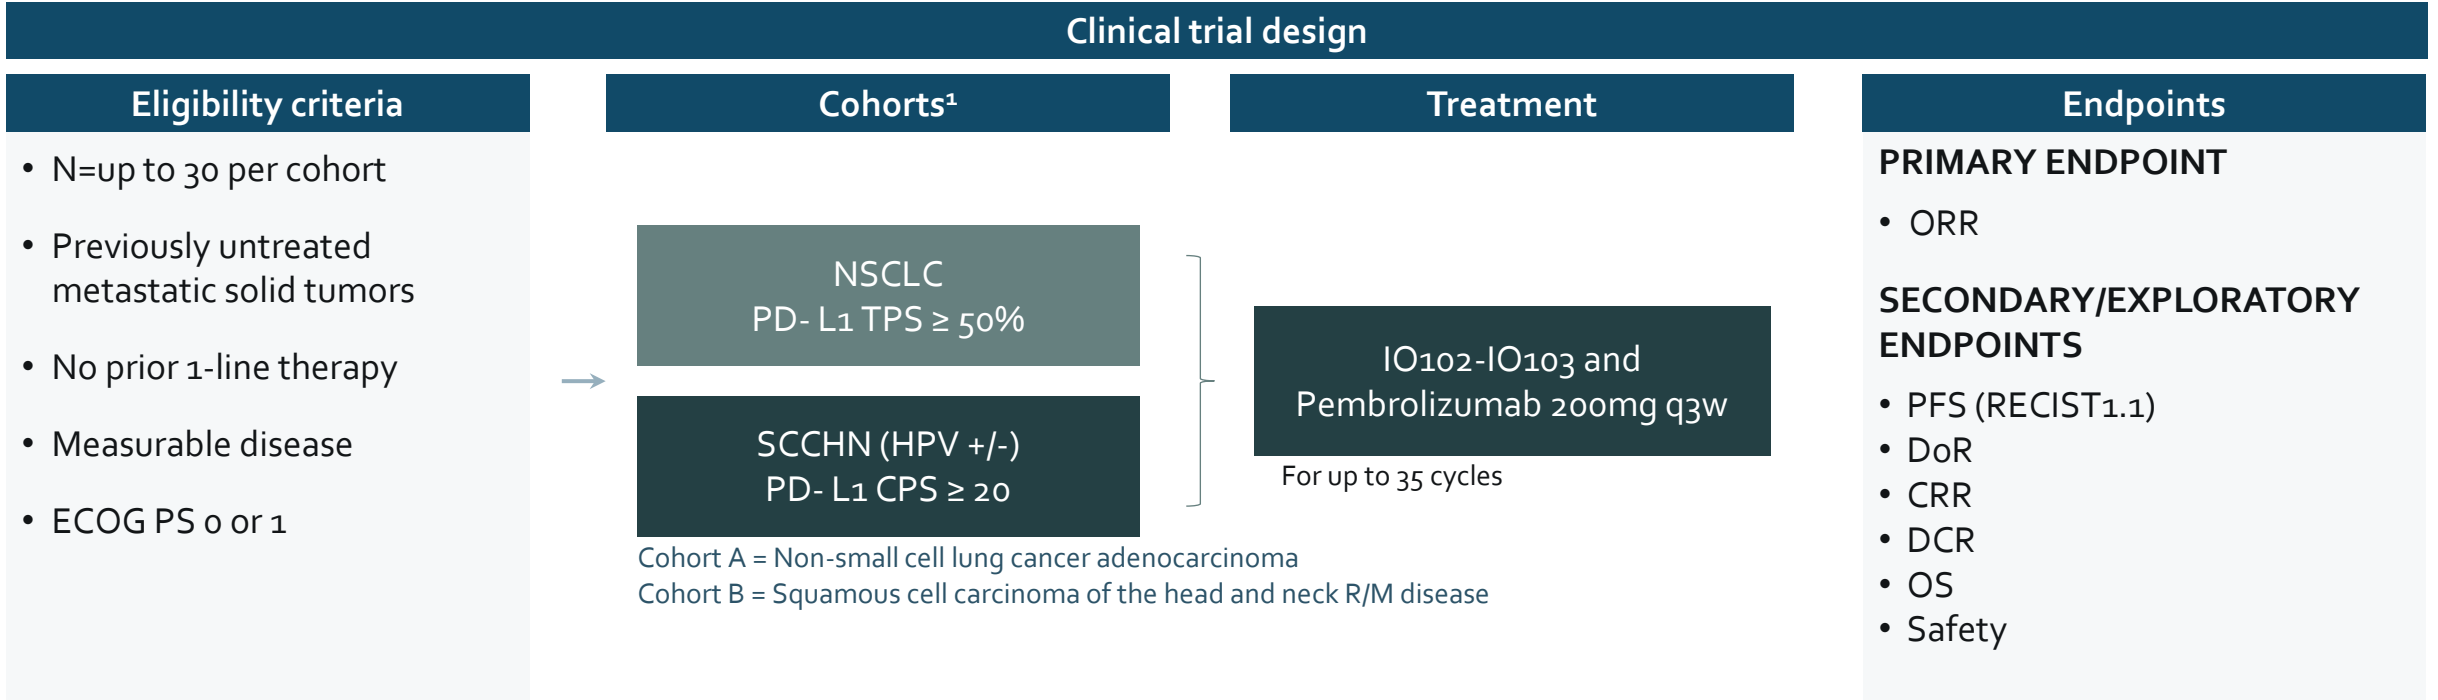 Clinical trial design
Eligibility criteria
• N=up to 30 per cohort
• Previously untreated
metastatic solid tumors
• No prior 1-line therapy
• Measurable disease
• ECOG PS 0 or 1
Cohorts¹
NSCLC
PD- L1 TPS ≥ 50%
SCCHN (HPV +/-)
PD- L1 CPS ≥ 20
Cohort A = Non-small cell lung cancer adenocarcinoma
Cohort B = Squamous cell carcinoma of the head and neck R/M disease
Treatment
IO102-IO103 and
Pembrolizumab 200mg q3w
For up to 35 cycles
Endpoints
PRIMARY ENDPOINT
• ORR
SECONDARY/EXPLORATORY
ENDPOINTS
• PFS (RECIST1.1)
• DoR
• CRR
• DCR
• OS
• Safety